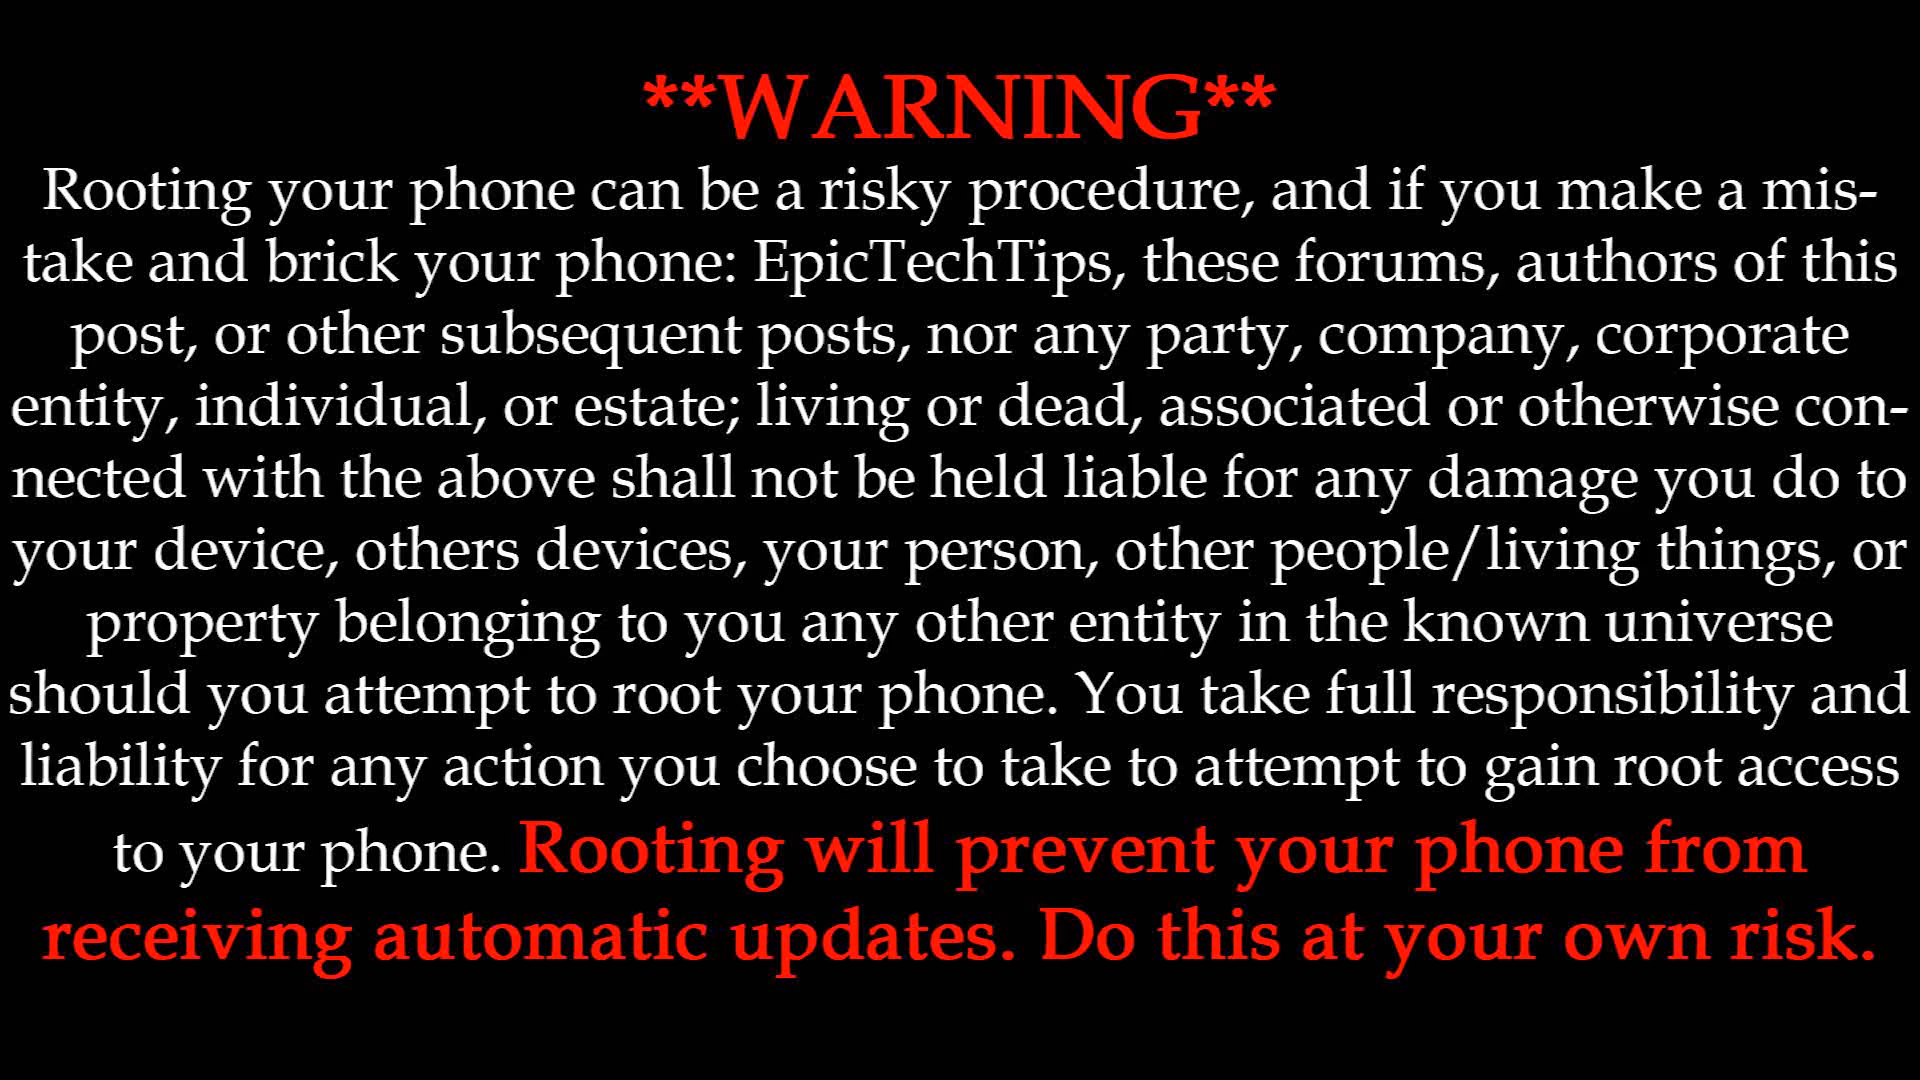 **WARNING**
Rooting your phone can be a risky procedure, and if you make a mis-
take and brick your phone: EpicTechTips, these forums, authors of this
post, or other subsequent posts, nor any party, company, corporate
entity, individual, or estate; living or dead, associated or otherwise con-
nected with the above shall not be held liable for any damage you do to
your device, others devices, your person, other people/living things, or
property belonging to you any other entity in the known universe
should you attempt to root your phone. You take full responsibility and
liability for any action you choose to take to attempt to gain root access
to your phone. Rooting will prevent your phone from
receiving automatic updates. Do this at your own risk.